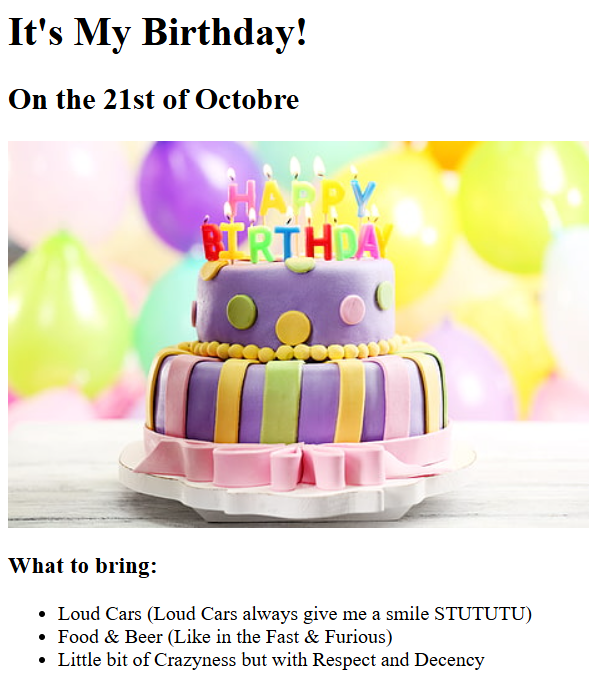 It's My Birthday!
On the 21st of Octobre
HAPPY
BIRTHDAY
What to bring:
Loud Cars (Loud Cars always give me a smile STUTUTU)
Food & Beer (Like in the Fast & Furious)
Little bit of Crazyness but with Respect and Decency